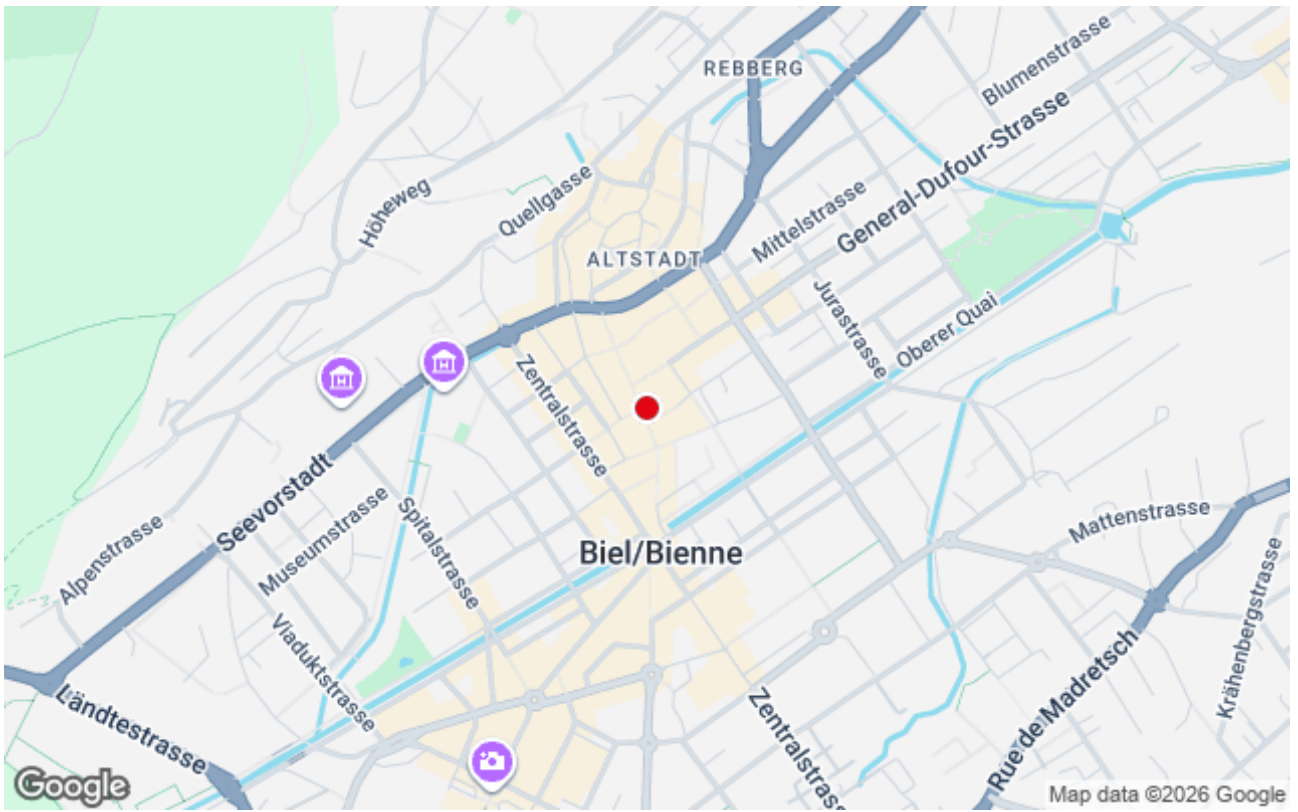 REBBERG
Blumenstrasse
General-Dufour-Strasse
Höheweg
Quellgasse
Mittelstrasse
ALTSTADT
Jurastrasse
Oberer Quai
Zentralstrasse
Seevorstadt
Museumstrasse
Spitalstrasse
Alpenstrasse
Mattenstrasse
Biel/Bienne
Krähenbergstrasse
Viaduktstrasse
Rue de Madretsch
Ländtestrasse
Zentralstrasse
Google
Map data ©2026 Google